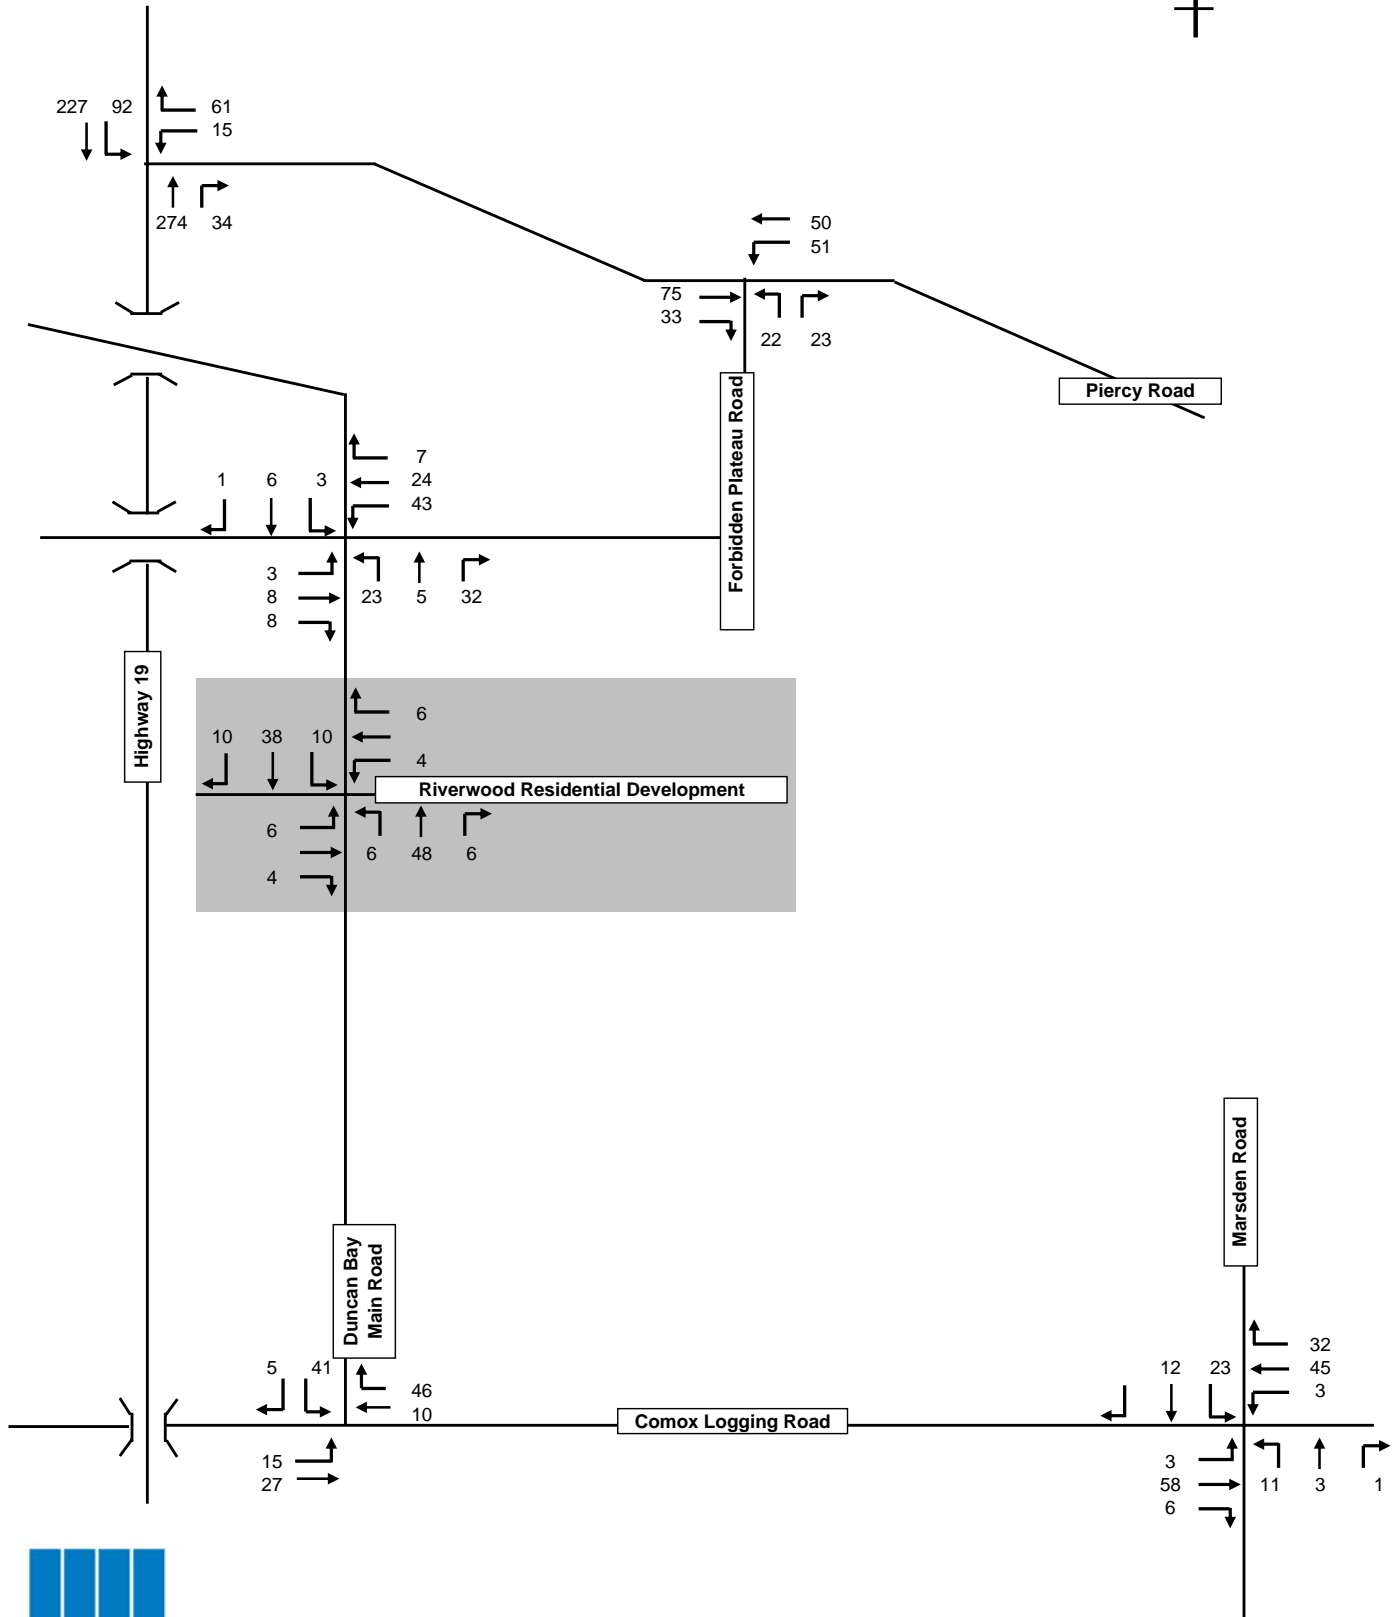 227 92 61
15
274 34
50
51
75
33
22 23
Piercy Road
Forbidden Plateau Road
7
1 6 3 24
43
3
8 23 5 32
8
Highway 19
6
10 38 10
4
Riverwood Residential Development
6
6 48 6
4
Marsden Road
Duncan Bay
Main Road
5 41
46
10
Comox Logging Road
15
27
32
12 23 45
3
3
58 11 3 1
6